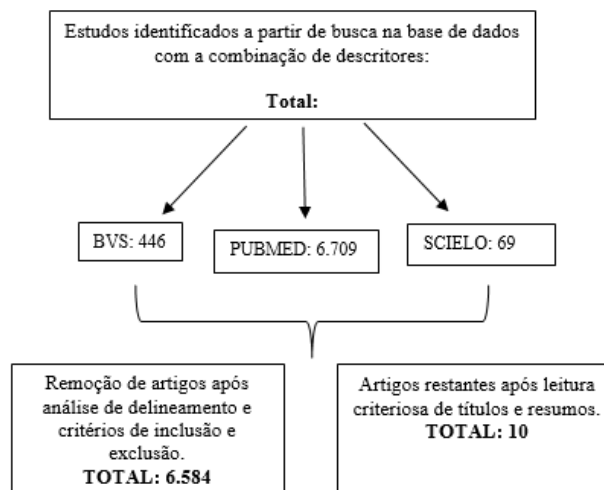 Estudos identificados a partir de busca na base de dados
com a combinação de descritores:
Total:
BVS: 446
PUBMED: 6.709
SCIELO: 69
Remoção de artigos após
análise de delineamento e
critérios de inclusão e
exclusão.
TOTAL: 6.584
Artigos restantes após leitura
criteriosa de títulos e resumos.
TOTAL: 10